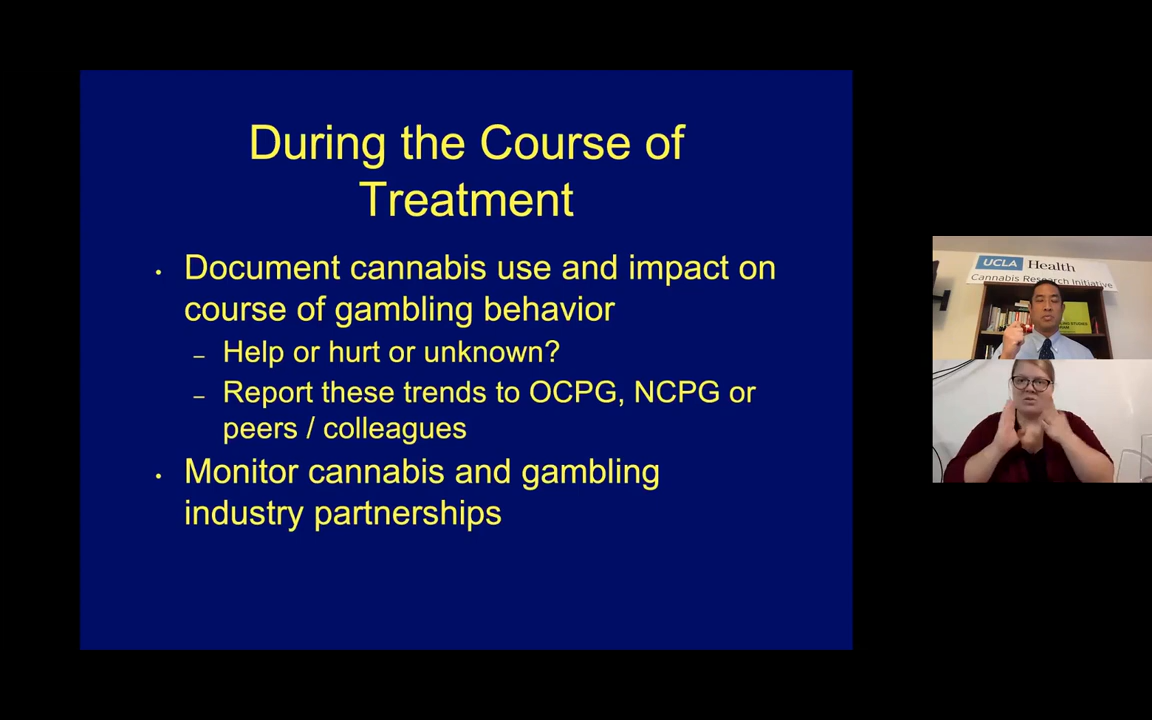 During the Course of
Treatment
• Document cannabis use and impact on
course of gambling behavior
– Help or hurt or unknown?
– Report these trends to OCPG, NCPG or
peers / colleagues
• Monitor cannabis and gambling
industry partnerships
UCLA Health
Cannabis Research Initiative